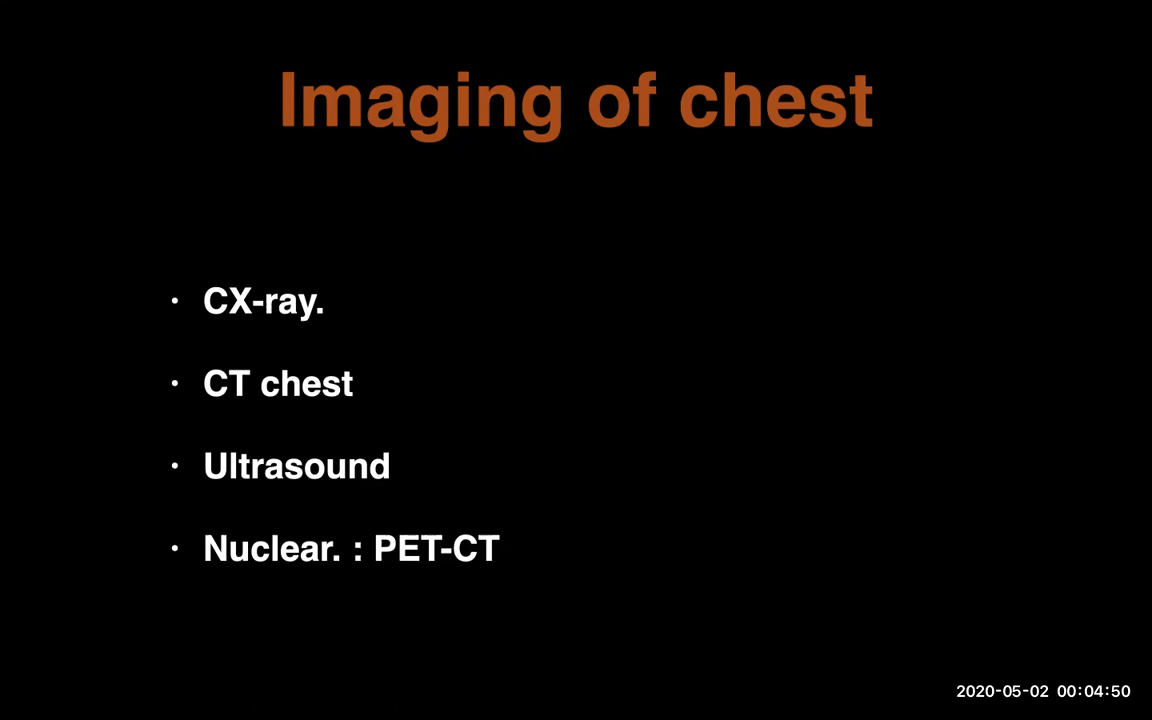 Imaging of chest
• CX-ray.
• CT chest
• Ultrasound
• Nuclear. : PET-CT
2020-05-02 00:04:50